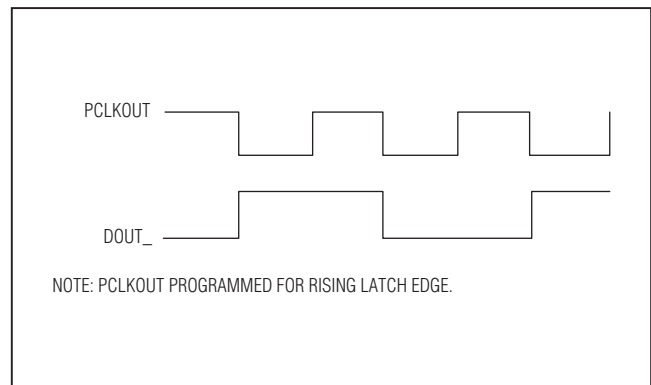 PCLKOUT
DOUT_
NOTE: PCLKOUT PROGRAMMED FOR RISING LATCH EDGE.